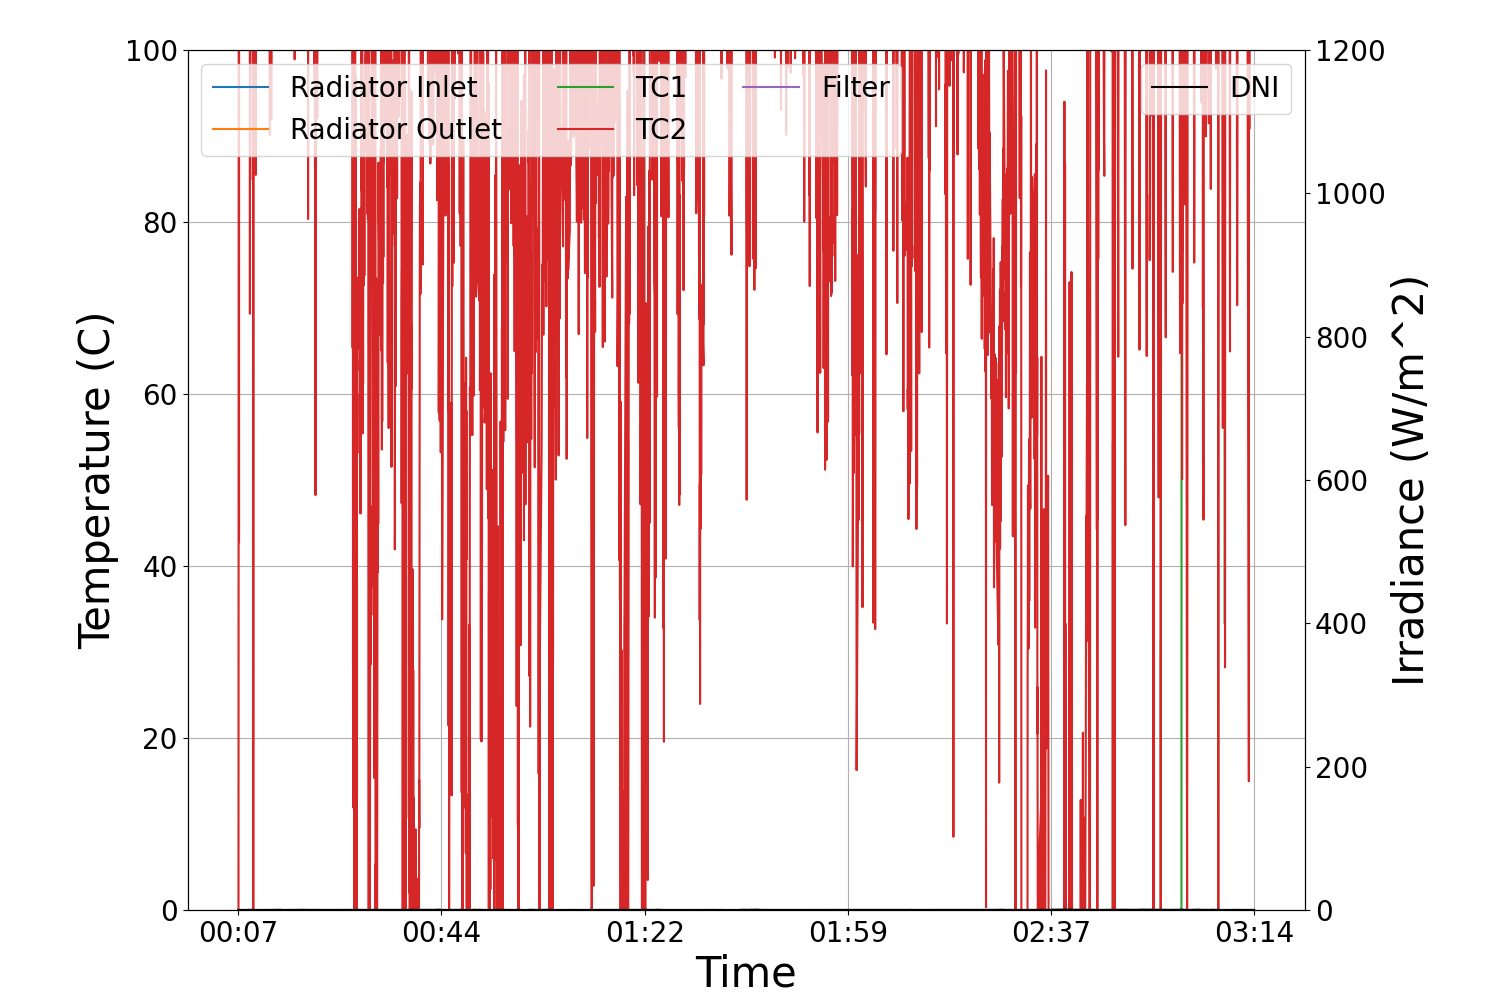 100
80
60
40
20
0
Temperature (C)
Radiator Inlet
Radiator Outlet
TC1
TC2
Filter
DNI
1200
1000
800
600
400
200
0
Irradiance (W/m^2)
00:07 00:44 01:22 01:59 02:37 03:14
Time